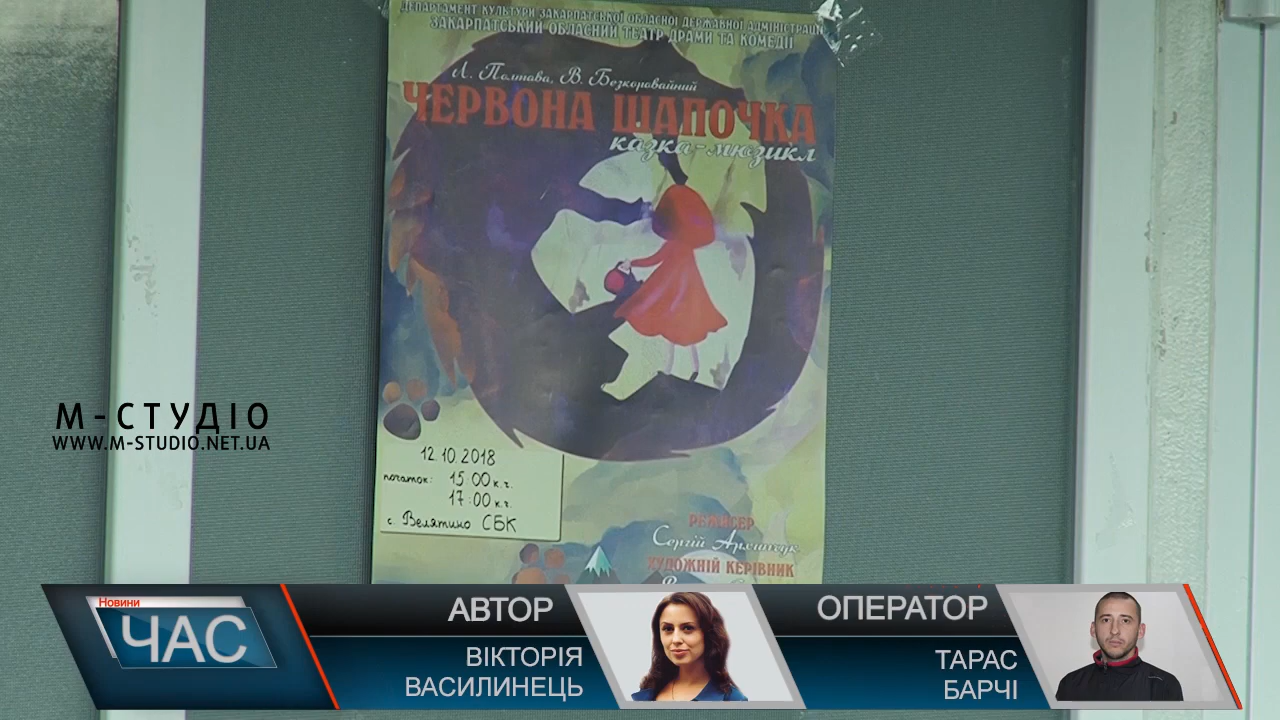 ДЕПАРТАМЕНТ КУЛЬТУРИ ЗАКАРПАТСЬКОЇ ОБЛАСНОЇ ДЕРЖАВНОЇ АДМІНІСТРАЦІЇ
ЗАКАРПАТСЬКИЙ ОБЛАСНИЙ ТЕАТР ДРАМИ ТА КОМЕДІЇ
Л. Полтава, В. Безкоровайний
ЧЕРВОНА ШАПОЧКА
казка-мюзикл
М-СТУДІО
WWW.M-STUDIO.NET.UA
12.10.2018
початок: 15:00 к.ч.
17:00 к.ч.
с. Велятино СБК
РЕЖИСЕР
Сергій Архипчук
ХУДОЖНІЙ КЕРІВНИК
Новини
ЧАС
АВТОР
ВІКТОРІЯ
ВАСИЛИНЕЦЬ
ОПЕРАТОР
ТАРАС
БАРЧІ